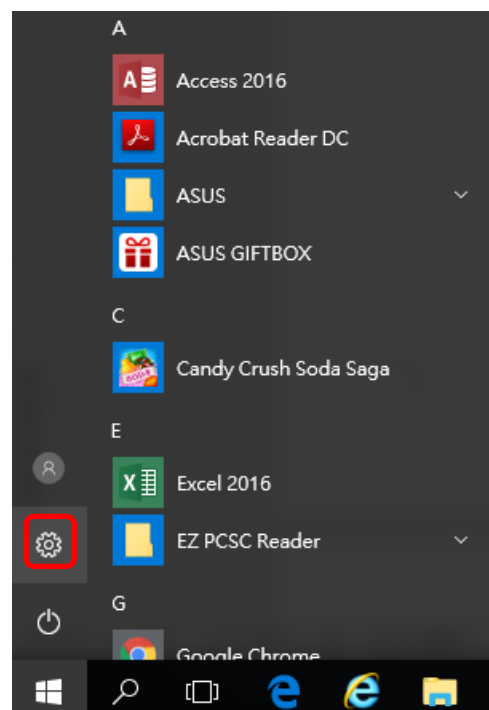 A
Access 2016
Acrobat Reader DC
ASUS
ASUS GIFTBOX
C
Candy Crush Soda Saga
E
Excel 2016
EZ PCSC Reader
G
Google Chrome